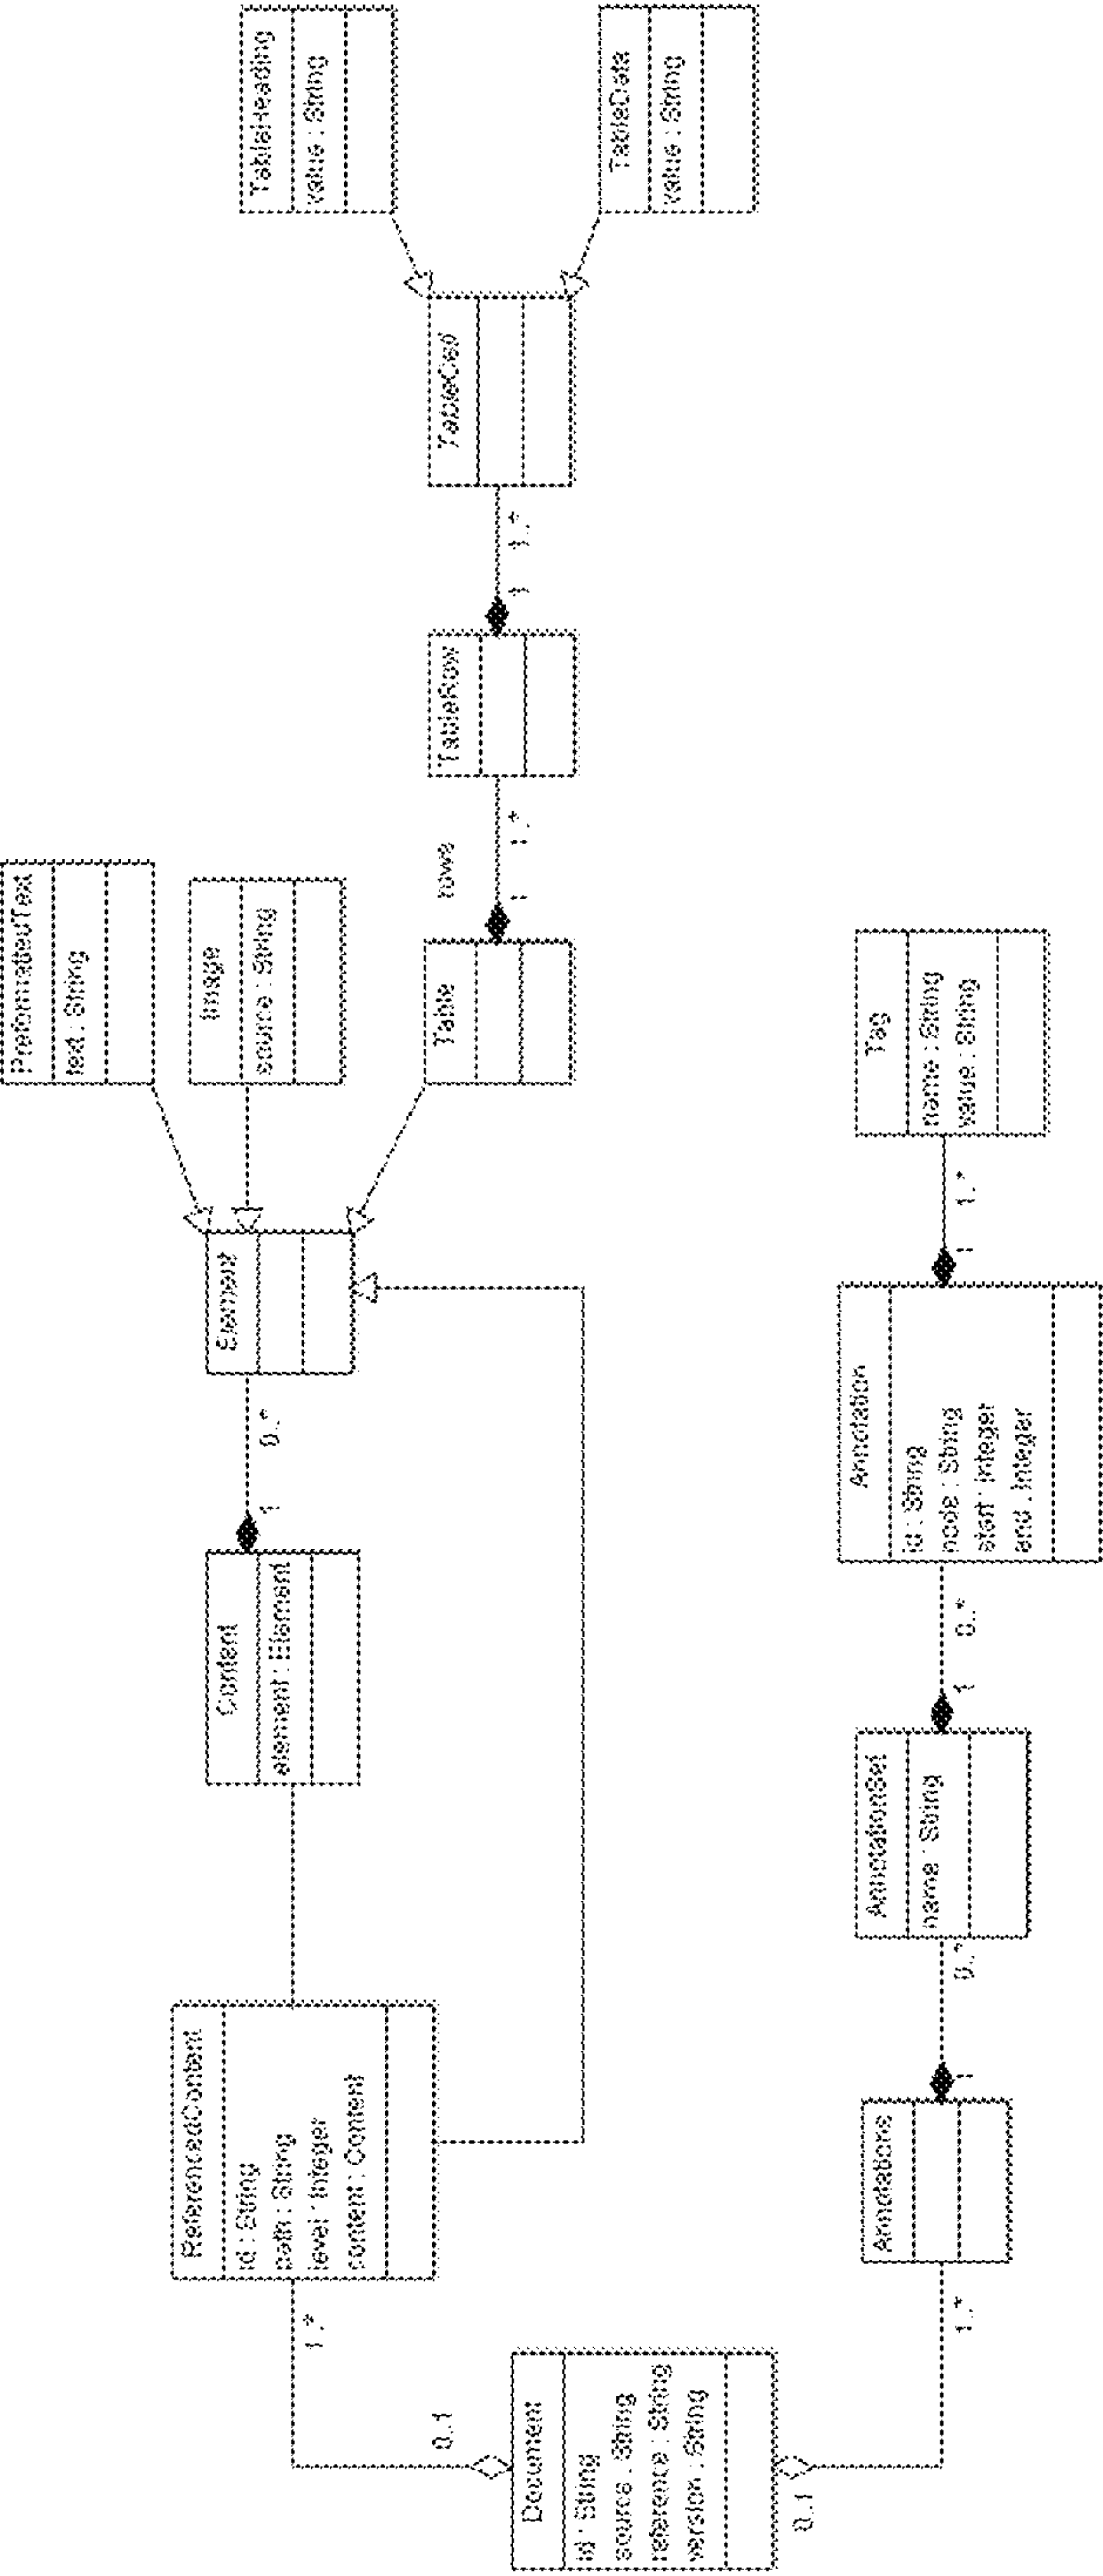 Document
id : String
source : String
reference : String
version : String
0..1
0..1
1..*
1..*
ReferencedContent
id : String
path : String
level : Integer
content : Content
Content
element : Element
1
0..*
Element
PreformattedText
text : String
Image
source : String
Table
1
rows
1..*
TableRow
1
1..*
TableCell
TableHeading
value : String
TableData
value : String
Annotations
1
0..*
AnnotationSet
name : String
1
0..*
Annotation
id : String
node : String
start : Integer
end : Integer
1
1..*
Tag
name : String
value : String